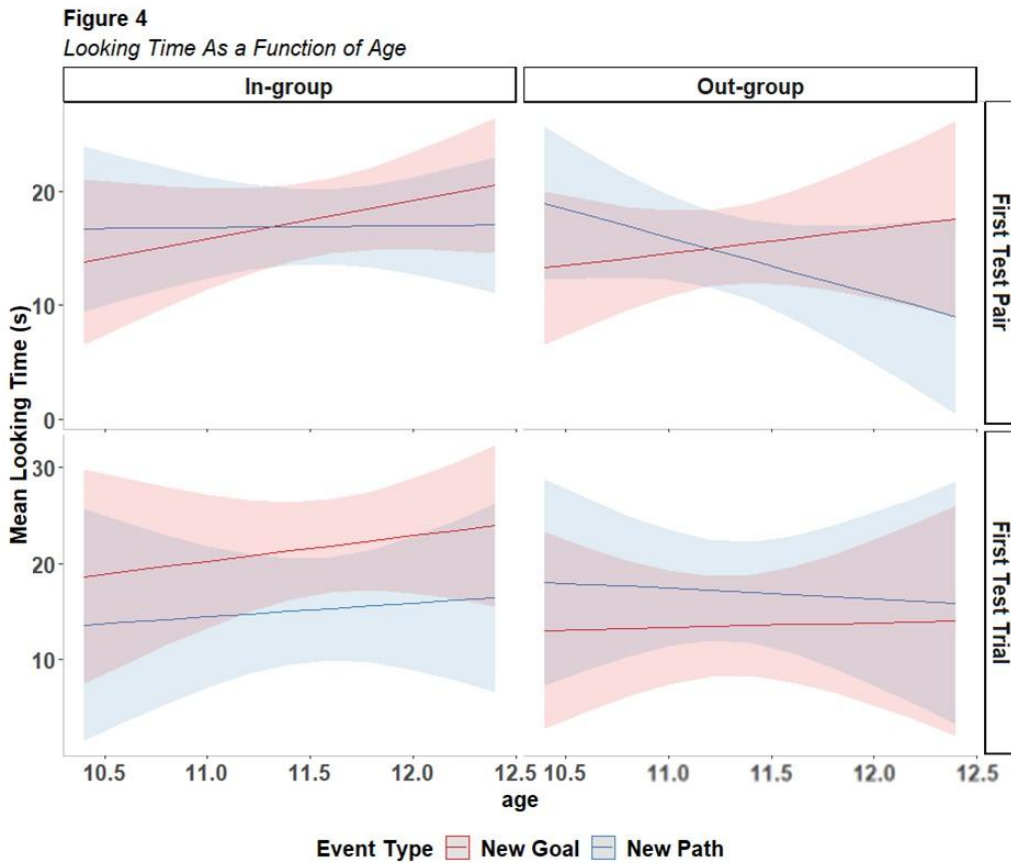 Figure 4
Looking Time As a Function of Age
In-group
Out-group
Mean Looking Time (s)
20
10
0
First Test Pair
30
20
10
First Test Trial
10.5 11.0 11.5 12.0 12.5
10.5 11.0 11.5 12.0 12.5
age
Event Type New Goal New Path